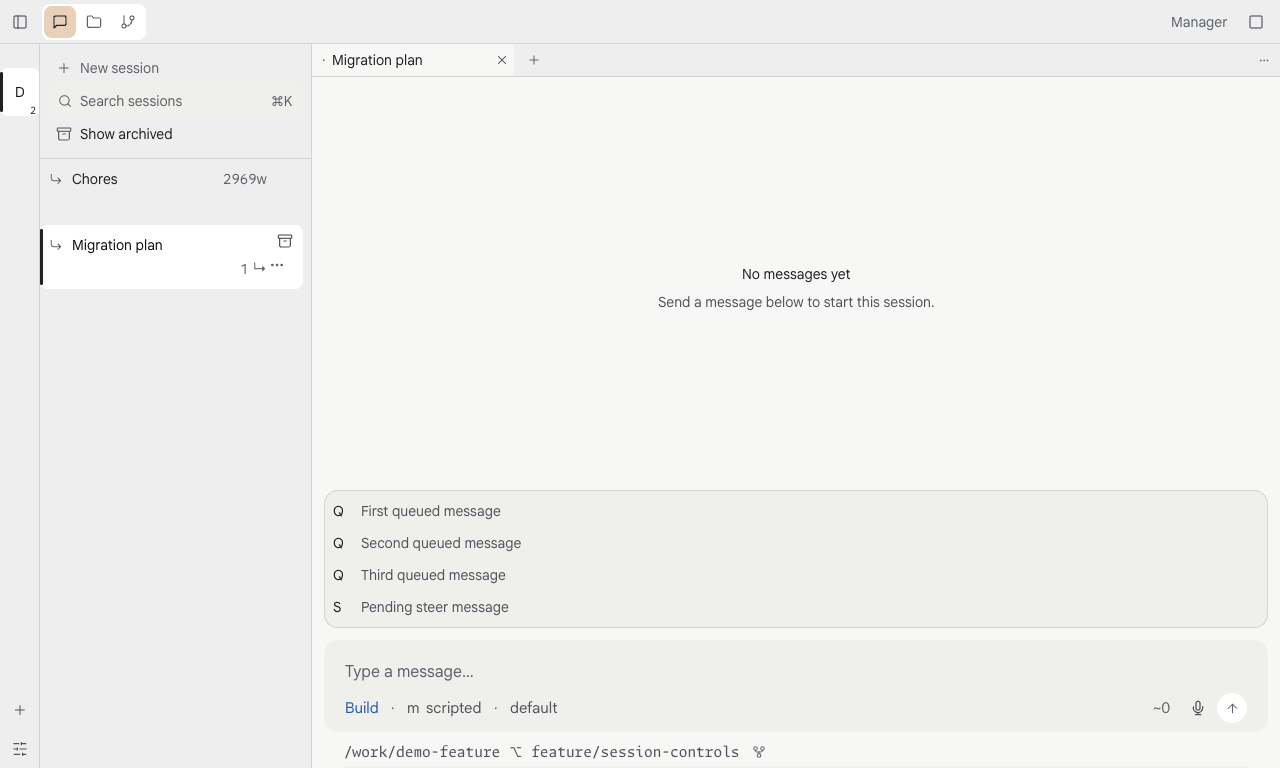 Manager
D
2
New session
Search sessions ⌘K
Show archived
Chores 2969w
Migration plan
1
· Migration plan
No messages yet
Send a message below to start this session.
Q First queued message
Q Second queued message
Q Third queued message
S Pending steer message
Type a message…
Build · m scripted · default ~0
/work/demo-feature ⌥ feature/session-controls